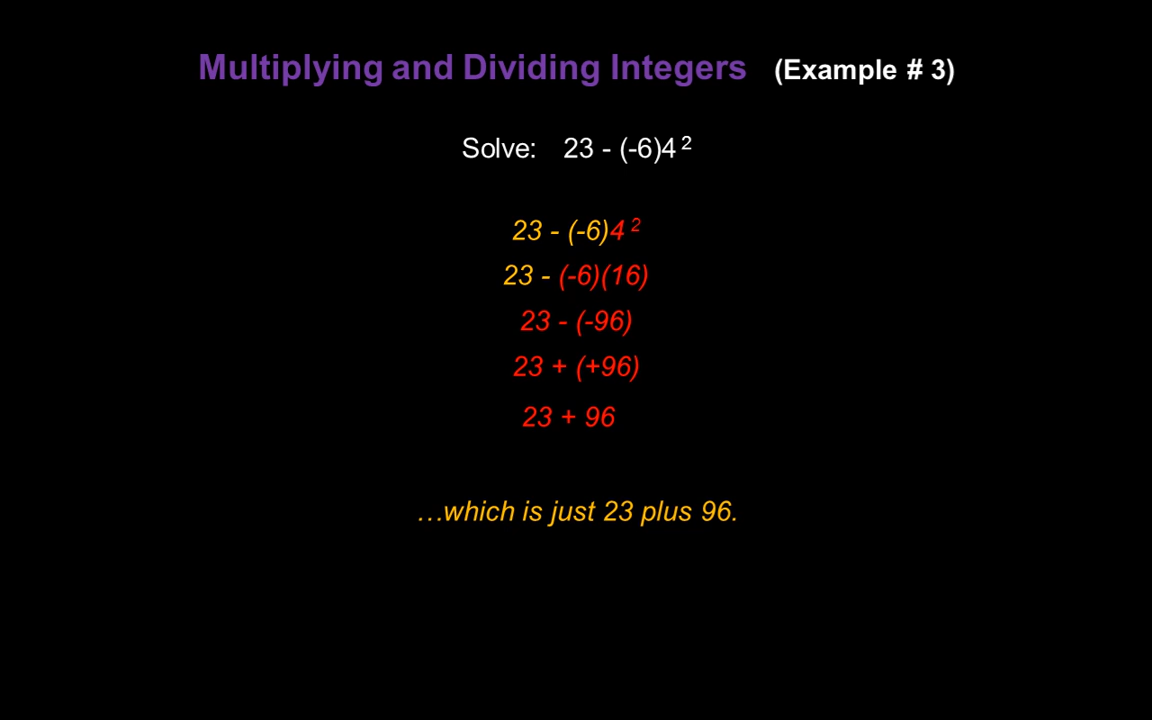 Multiplying and Dividing Integers (Example # 3)
Solve: 23 - (-6)4 ²
23 - (-6)4 ²
23 - (-6)(16)
23 - (-96)
23 + (+96)
23 + 96
…which is just 23 plus 96.